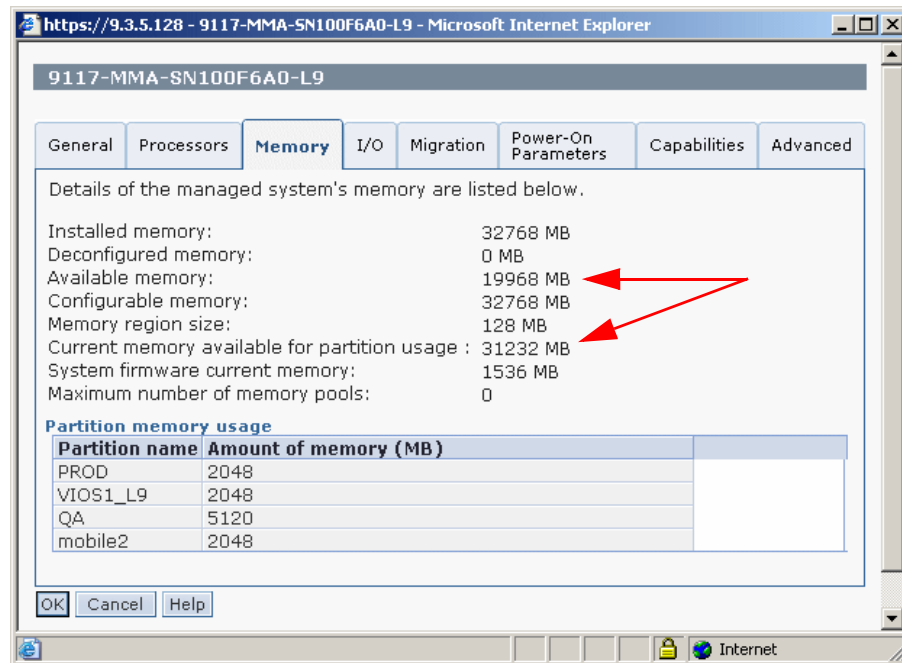 https://9.3.5.128 - 9117-MMA-SN100F6A0-L9 - Microsoft Internet Explorer
9117-MMA-SN100F6A0-L9
General Processors Memory I/O Migration Power-On Parameters Capabilities Advanced
Details of the managed system's memory are listed below.
Installed memory: 32768 MB
Deconfigured memory: 0 MB
Available memory: 19968 MB
Configurable memory: 32768 MB
Memory region size: 128 MB
Current memory available for partition usage : 31232 MB
System firmware current memory: 1536 MB
Maximum number of memory pools: 0
Partition memory usage
Partition name Amount of memory (MB)
PROD 2048
VIOS1_L9 2048
QA 5120
mobile2 2048
OK Cancel Help
Internet